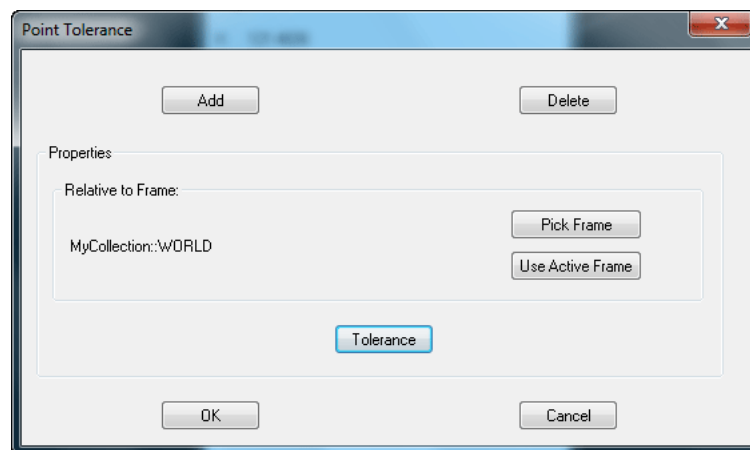 Point Tolerance
Add
Delete
Properties
Relative to Frame:
MyCollection::WORLD
Pick Frame
Use Active Frame
Tolerance
OK
Cancel